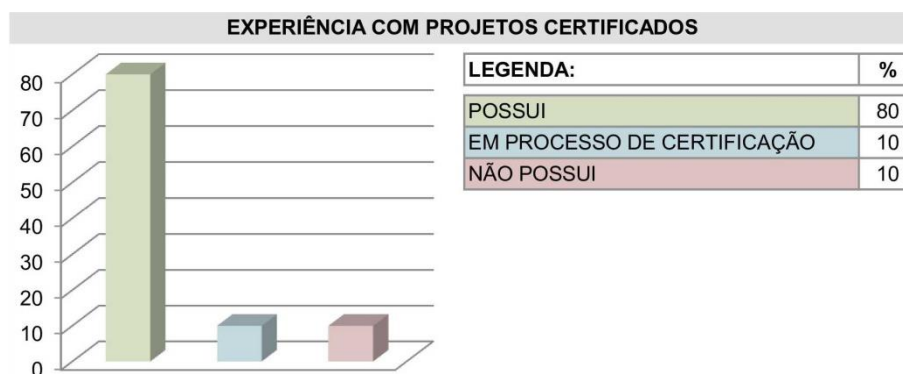 EXPERIÊNCIA COM PROJETOS CERTIFICADOS
80
70
60
50
40
30
20
10
0
LEGENDA: %
POSSUI 80
EM PROCESSO DE CERTIFICAÇÃO 10
NÃO POSSUI 10